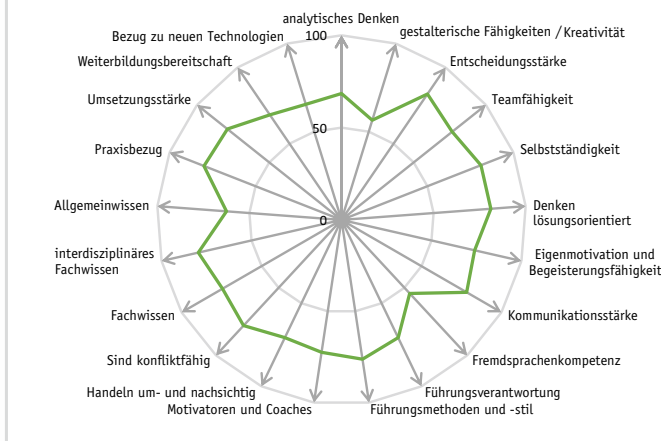 analytisches Denken
100
gestalterische Fähigkeiten / Kreativität
Bezug zu neuen Technologien
Weiterbildungsbereitschaft
Entscheidungsstärke
Umsetzungsstärke
Teamfähigkeit
50
Praxisbezug
Selbstständigkeit
Allgemeinwissen
Denken
lösungsorientiert
0
interdisziplinäres
Fachwissen
Eigenmotivation und
Begeisterungsfähigkeit
Fachwissen
Kommunikationsstärke
Sind konfliktfähig
Fremdsprachenkompetenz
Handeln um- und nachsichtig
Führungsverantwortung
Motivatoren und Coaches
Führungsmethoden und -stil